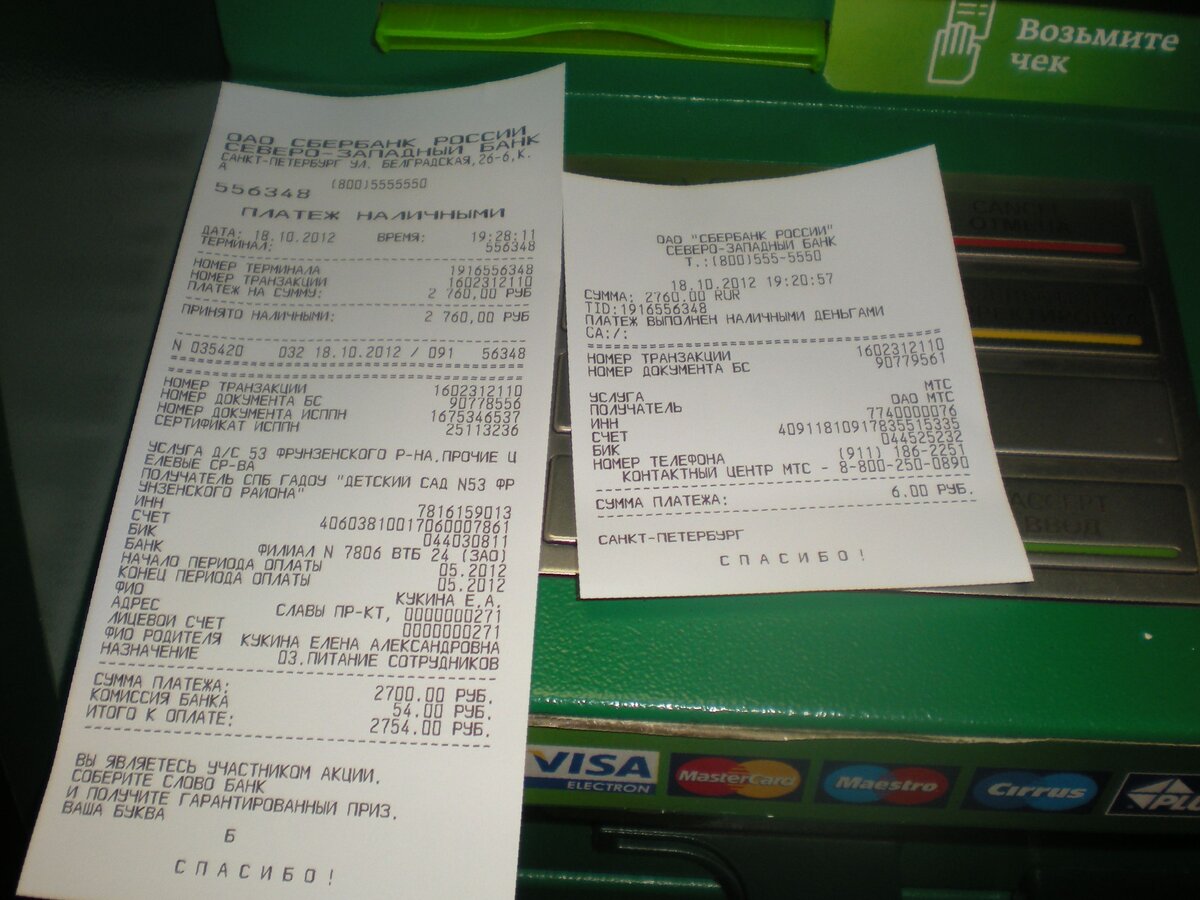 Возьмите
чек
ОАО СБЕРБАНК РОССИИ
СЕВЕРО-ЗАПАДНЫЙ БАНК
САНКТ-ПЕТЕРБУРГ УЛ. БЕЛГРАДСКАЯ,26-6,К.
А
556348 (800)5555550
ПЛАТЕЖ НАЛИЧНЫМИ
ДАТА: 18.10.2012 ВРЕМЯ: 19:28:11
ТЕРМИНАЛ: 556348
НОМЕР ТЕРМИНАЛА 1916556348
НОМЕР ТРАНЗАКЦИИ 1602312110
ПЛАТЕЖ НА СУММУ: 2 760,00 РУБ
ПРИНЯТО НАЛИЧНЫМИ: 2 760,00 РУБ
N 035420 032 18.10.2012 / 091 56348
НОМЕР ТРАНЗАКЦИИ 1602312110
НОМЕР ДОКУМЕНТА БС 90778556
НОМЕР ДОКУМЕНТА ИСППН 1675346537
СЕРТИФИКАТ ИСППН 25113236
УСЛУГА Д/С 53 ФРУНЗЕНСКОГО Р-НА,ПРОЧИЕ Ц
ЕЛЕВЫЕ СР-ВА
ПОЛУЧАТЕЛЬ СПБ ГАДОУ "ДЕТСКИЙ САД N53 ФР
УНЗЕНСКОГО РАЙОНА"
ИНН 7816159013
СЧЕТ 40603810017060007861
БИК 044030811
БАНК ФИЛИАЛ N 7806 ВТБ 24 (ЗАО)
НАЧАЛО ПЕРИОДА ОПЛАТЫ 05.2012
КОНЕЦ ПЕРИОДА ОПЛАТЫ 05.2012
ФИО КУКИНА Е.А.
АДРЕС СЛАВЫ ПР-КТ, 0000000271
ЛИЦЕВОЙ СЧЕТ 0000000271
ФИО РОДИТЕЛЯ КУКИНА ЕЛЕНА АЛЕКСАНДРОВНА
НАЗНАЧЕНИЕ 03.ПИТАНИЕ СОТРУДНИКОВ
СУММА ПЛАТЕЖА: 2700.00 РУБ.
КОМИССИЯ БАНКА 54.00 РУБ.
ИТОГО К ОПЛАТЕ: 2754.00 РУБ.
ВЫ ЯВЛЯЕТЕСЬ УЧАСТНИКОМ АКЦИИ.
СОБЕРИТЕ СЛОВО БАНК
И ПОЛУЧИТЕ ГАРАНТИРОВАННЫЙ ПРИЗ.
ВАША БУКВА
Б
СПАСИБО!
ОАО "СБЕРБАНК РОССИИ"
СЕВЕРО-ЗАПАДНЫЙ БАНК
Т.:(800)555-5550
18.10.2012 19:20:57
СУММА: 2760.00 RUR
TID:1916556348
ПЛАТЕЖ ВЫПОЛНЕН НАЛИЧНЫМИ ДЕНЬГАМИ
СА:/:
НОМЕР ТРАНЗАКЦИИ 1602312110
НОМЕР ДОКУМЕНТА БС 90779561
УСЛУГА МТС
ПОЛУЧАТЕЛЬ ОАО МТС
ИНН 7740000076
СЧЕТ 40911810917835515335
БИК 044525232
НОМЕР ТЕЛЕФОНА (911) 186-2251
КОНТАКТНЫЙ ЦЕНТР МТС - 8-800-250-0890
СУММА ПЛАТЕЖА: 6.00 РУБ.
САНКТ-ПЕТЕРБУРГ
СПАСИБО!
CANCEL
ОТМЕНА
ВВОД
VISA
ELECTRON
MasterCard
Maestro
Cirrus